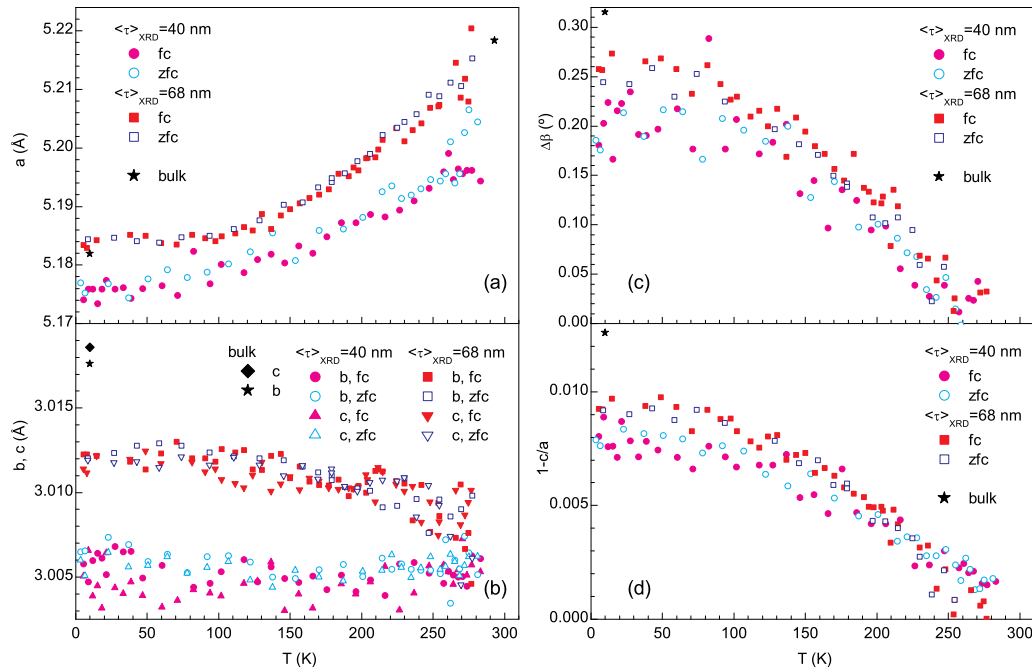 5.22
5.21
5.20
5.19
5.18
5.17
a (Å)
<τ>XRD=40 nm
fc
zfc
<τ>XRD=68 nm
fc
zfc
bulk
(a)
3.015
3.010
3.005
b, c (Å)
bulk
c
b
<τ>XRD=40 nm
b, fc
b, zfc
c, fc
c, zfc
<τ>XRD=68 nm
b, fc
b, zfc
c, fc
c, zfc
(b)
0 50 100 150 200 250 300
T (K)
0.30
0.25
0.20
0.15
0.10
0.05
0.00
Δβ (º)
<τ>XRD=40 nm
fc
zfc
<τ>XRD=68 nm
fc
zfc
bulk
(c)
0.010
0.005
0.000
1-c/a
<τ>XRD=40 nm
fc
zfc
<τ>XRD=68 nm
fc
zfc
bulk
(d)
0 50 100 150 200 250 300
T (K)